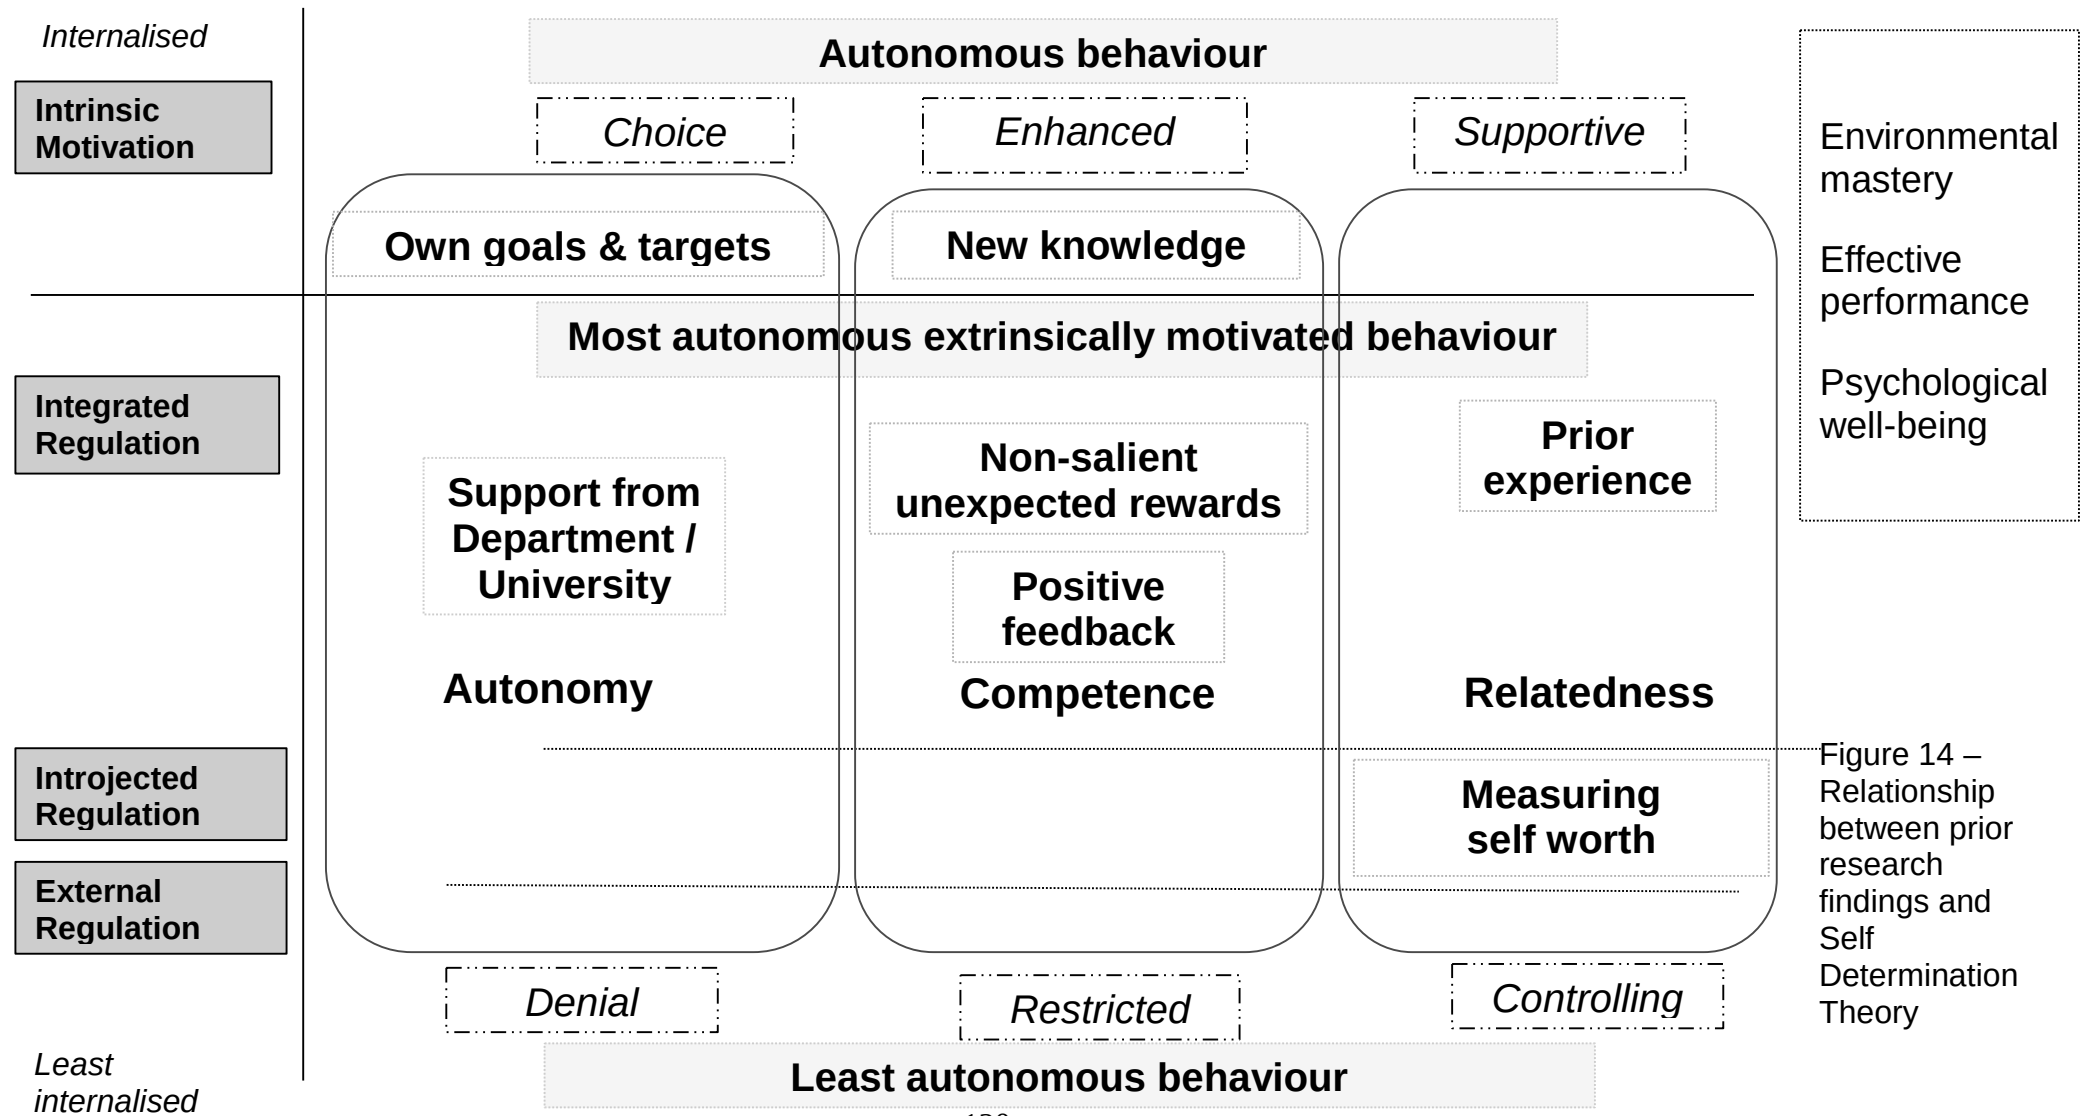 Internalised
Autonomous behaviour
Intrinsic
Motivation
Choice
Enhanced
Supportive
Environmental
mastery
Effective
performance
Psychological
well-being
Own goals & targets
New knowledge
Most autonomous extrinsically motivated behaviour
Integrated
Regulation
Support from
Department /
University
Non-salient
unexpected rewards
Positive
feedback
Prior
experience
Autonomy
Competence
Relatedness
Introjected
Regulation
Measuring
self worth
External
Regulation
Figure 14 –
Relationship
between prior
research
findings and
Self
Determination
Theory
Denial
Restricted
Controlling
Least
internalised
Least autonomous behaviour